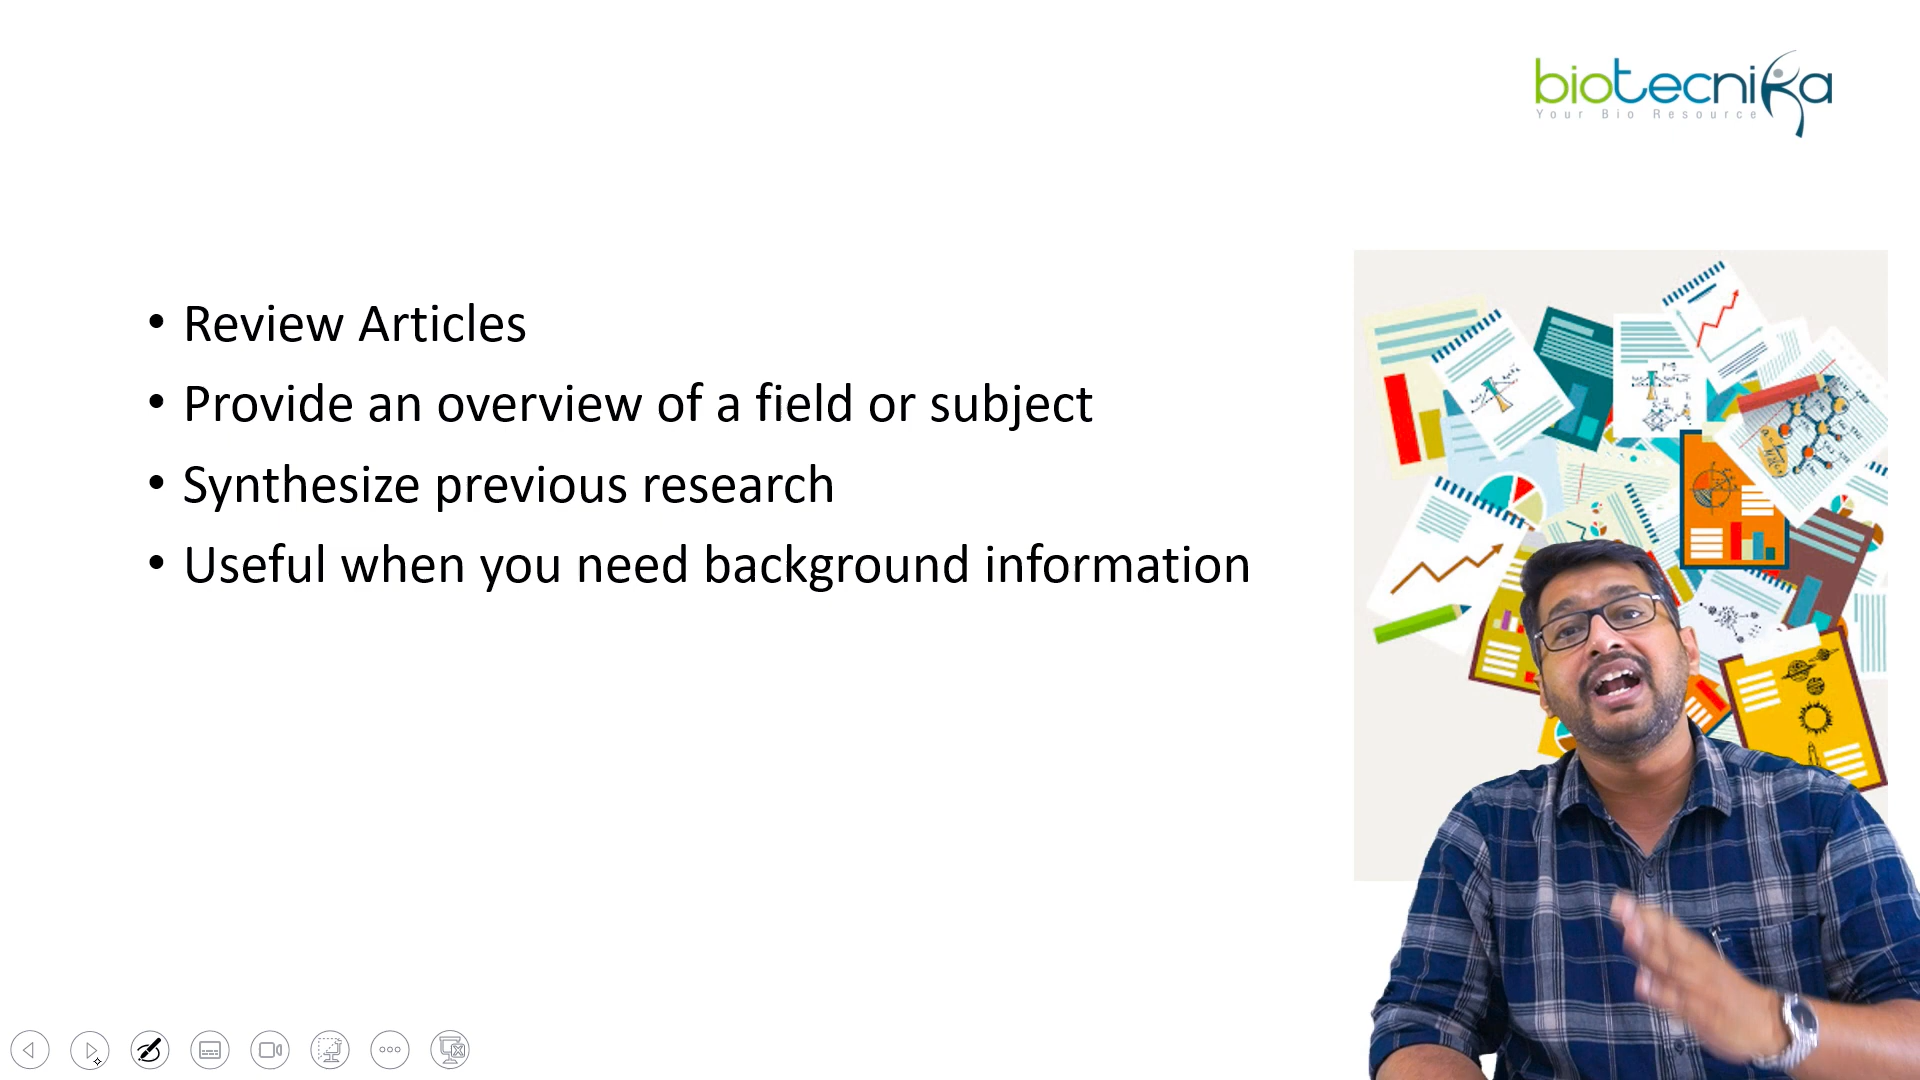 biotecnika
Your Bio Resource
• Review Articles
• Provide an overview of a field or subject
• Synthesize previous research
• Useful when you need background information